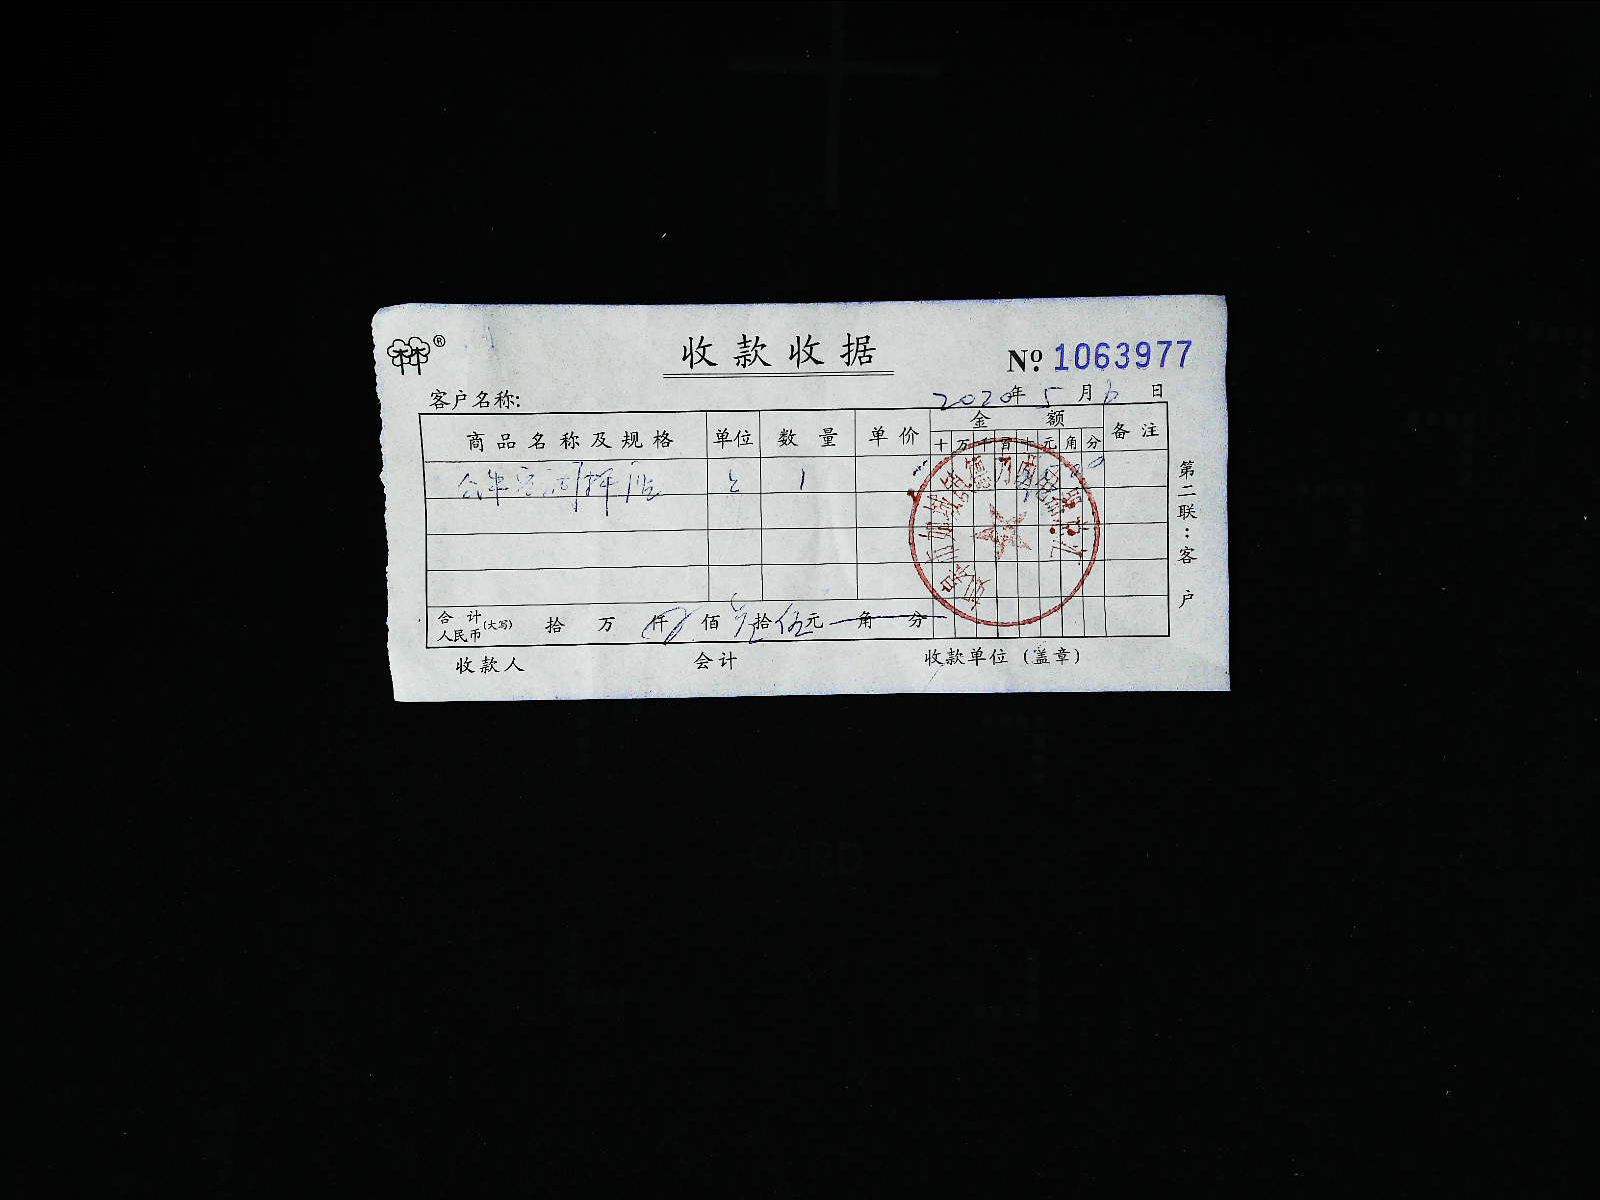 林®
收款收据
No. 1063977
客户名称:
2020年 5 月 6 日
商品名称及规格 单位 数量 单价 金额 备注
十 万 千 百 十 元 角 分
1
合计人民币(大写) 拾 万 仟 佰 拾 伍元 角 分
收款人 会计 收款单位（盖章）
第二联：客户